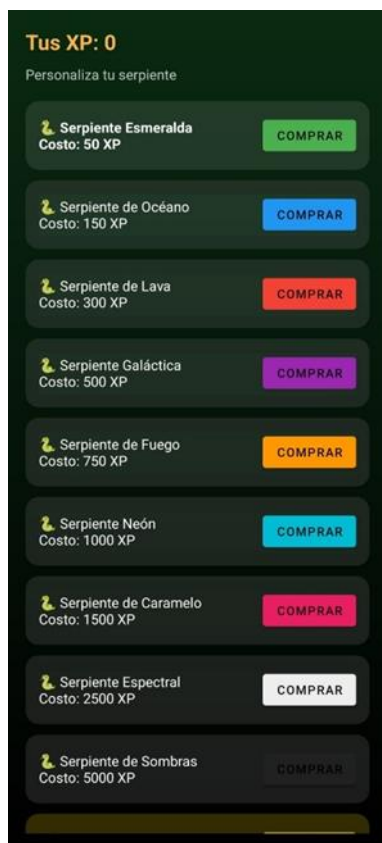 Tus XP: 0
Personaliza tu serpiente
🐍 Serpiente Esmeralda
Costo: 50 XP
COMPRAR
🐍 Serpiente de Océano
Costo: 150 XP
COMPRAR
🐍 Serpiente de Lava
Costo: 300 XP
COMPRAR
🐍 Serpiente Galáctica
Costo: 500 XP
COMPRAR
🐍 Serpiente de Fuego
Costo: 750 XP
COMPRAR
🐍 Serpiente Neón
Costo: 1000 XP
COMPRAR
🐍 Serpiente de Caramelo
Costo: 1500 XP
COMPRAR
🐍 Serpiente Espectral
Costo: 2500 XP
COMPRAR
🐍 Serpiente de Sombras
Costo: 5000 XP
COMPRAR